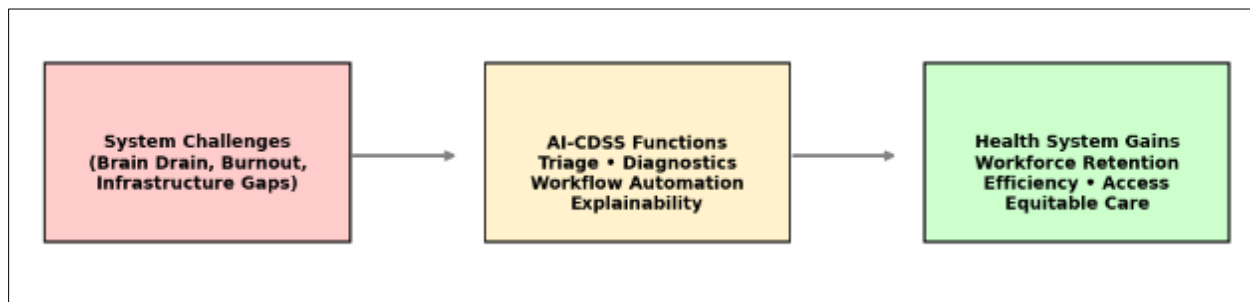 System Challenges
(Brain Drain, Burnout,
Infrastructure Gaps)
AI-CDSS Functions
Triage • Diagnostics
Workflow Automation
Explainability
Health System Gains
Workforce Retention
Efficiency • Access
Equitable Care